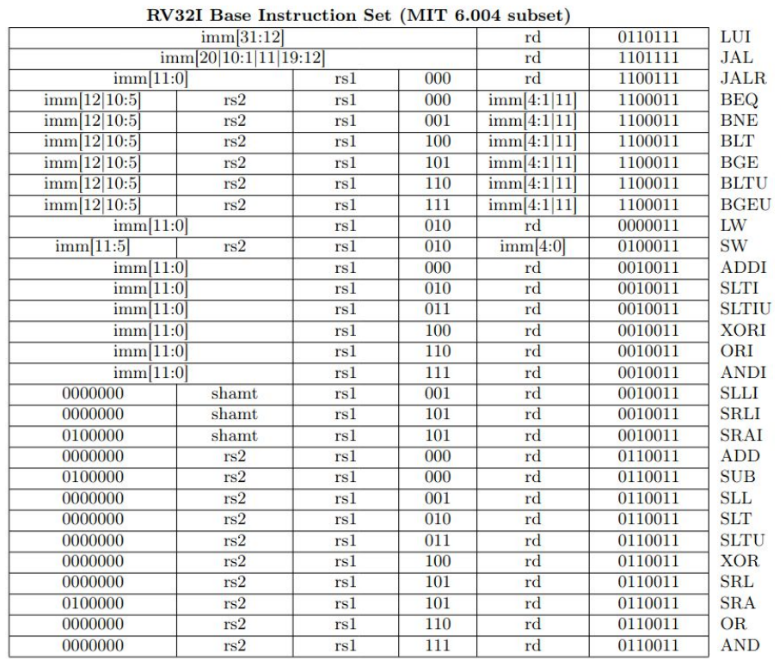 RV32I Base Instruction Set (MIT 6.004 subset)
imm[31:12] rd 0110111 LUI
imm[20|10:1|11|19:12] rd 1101111 JAL
imm[11:0] rs1 000 rd 1100111 JALR
imm[12|10:5] rs2 rs1 000 imm[4:1|11] 1100011 BEQ
imm[12|10:5] rs2 rs1 001 imm[4:1|11] 1100011 BNE
imm[12|10:5] rs2 rs1 100 imm[4:1|11] 1100011 BLT
imm[12|10:5] rs2 rs1 101 imm[4:1|11] 1100011 BGE
imm[12|10:5] rs2 rs1 110 imm[4:1|11] 1100011 BLTU
imm[12|10:5] rs2 rs1 111 imm[4:1|11] 1100011 BGEU
imm[11:0] rs1 010 rd 0000011 LW
imm[11:5] rs2 rs1 010 imm[4:0] 0100011 SW
imm[11:0] rs1 000 rd 0010011 ADDI
imm[11:0] rs1 010 rd 0010011 SLTI
imm[11:0] rs1 011 rd 0010011 SLTIU
imm[11:0] rs1 100 rd 0010011 XORI
imm[11:0] rs1 110 rd 0010011 ORI
imm[11:0] rs1 111 rd 0010011 ANDI
0000000 shamt rs1 001 rd 0010011 SLLI
0000000 shamt rs1 101 rd 0010011 SRLI
0100000 shamt rs1 101 rd 0010011 SRAI
0000000 rs2 rs1 000 rd 0110011 ADD
0100000 rs2 rs1 000 rd 0110011 SUB
0000000 rs2 rs1 001 rd 0110011 SLL
0000000 rs2 rs1 010 rd 0110011 SLT
0000000 rs2 rs1 011 rd 0110011 SLTU
0000000 rs2 rs1 100 rd 0110011 XOR
0000000 rs2 rs1 101 rd 0110011 SRL
0100000 rs2 rs1 101 rd 0110011 SRA
0000000 rs2 rs1 110 rd 0110011 OR
0000000 rs2 rs1 111 rd 0110011 AND